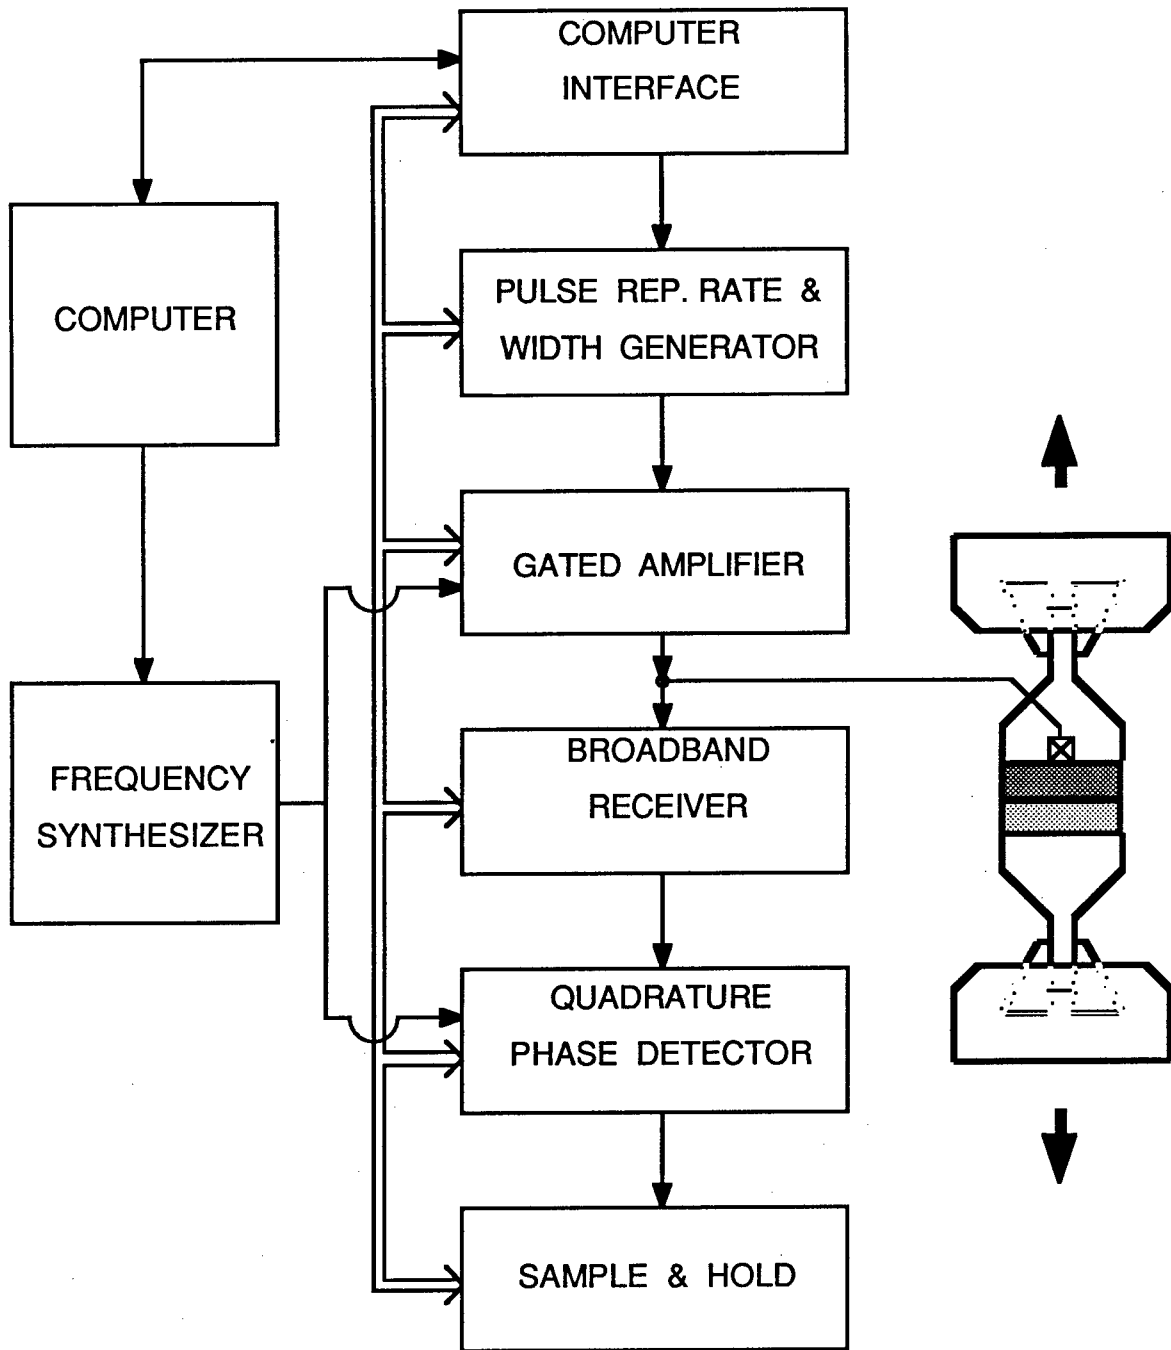 COMPUTER
INTERFACE
COMPUTER
PULSE REP. RATE &
WIDTH GENERATOR
GATED AMPLIFIER
FREQUENCY
SYNTHESIZER
BROADBAND
RECEIVER
QUADRATURE
PHASE DETECTOR
SAMPLE & HOLD